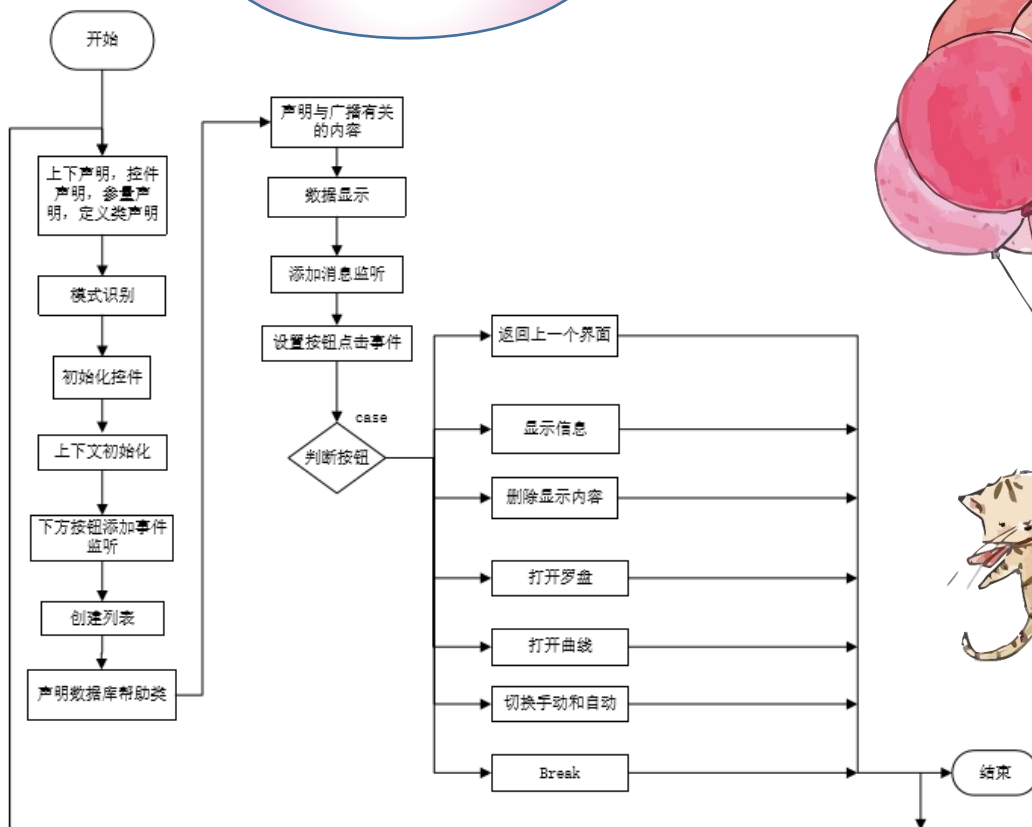 开始
上下声明，控件
声明，参量声
明，定义类声明
模式识别
初始化控件
上下文初始化
下方按钮添加事件
监听
创建列表
声明数据库帮助类
声明与广播有关
的内容
数据显示
添加消息监听
设置按钮点击事件
case
判断按钮
返回上一个界面
显示信息
删除显示内容
打开罗盘
打开曲线
切换手动和自动
Break
结束